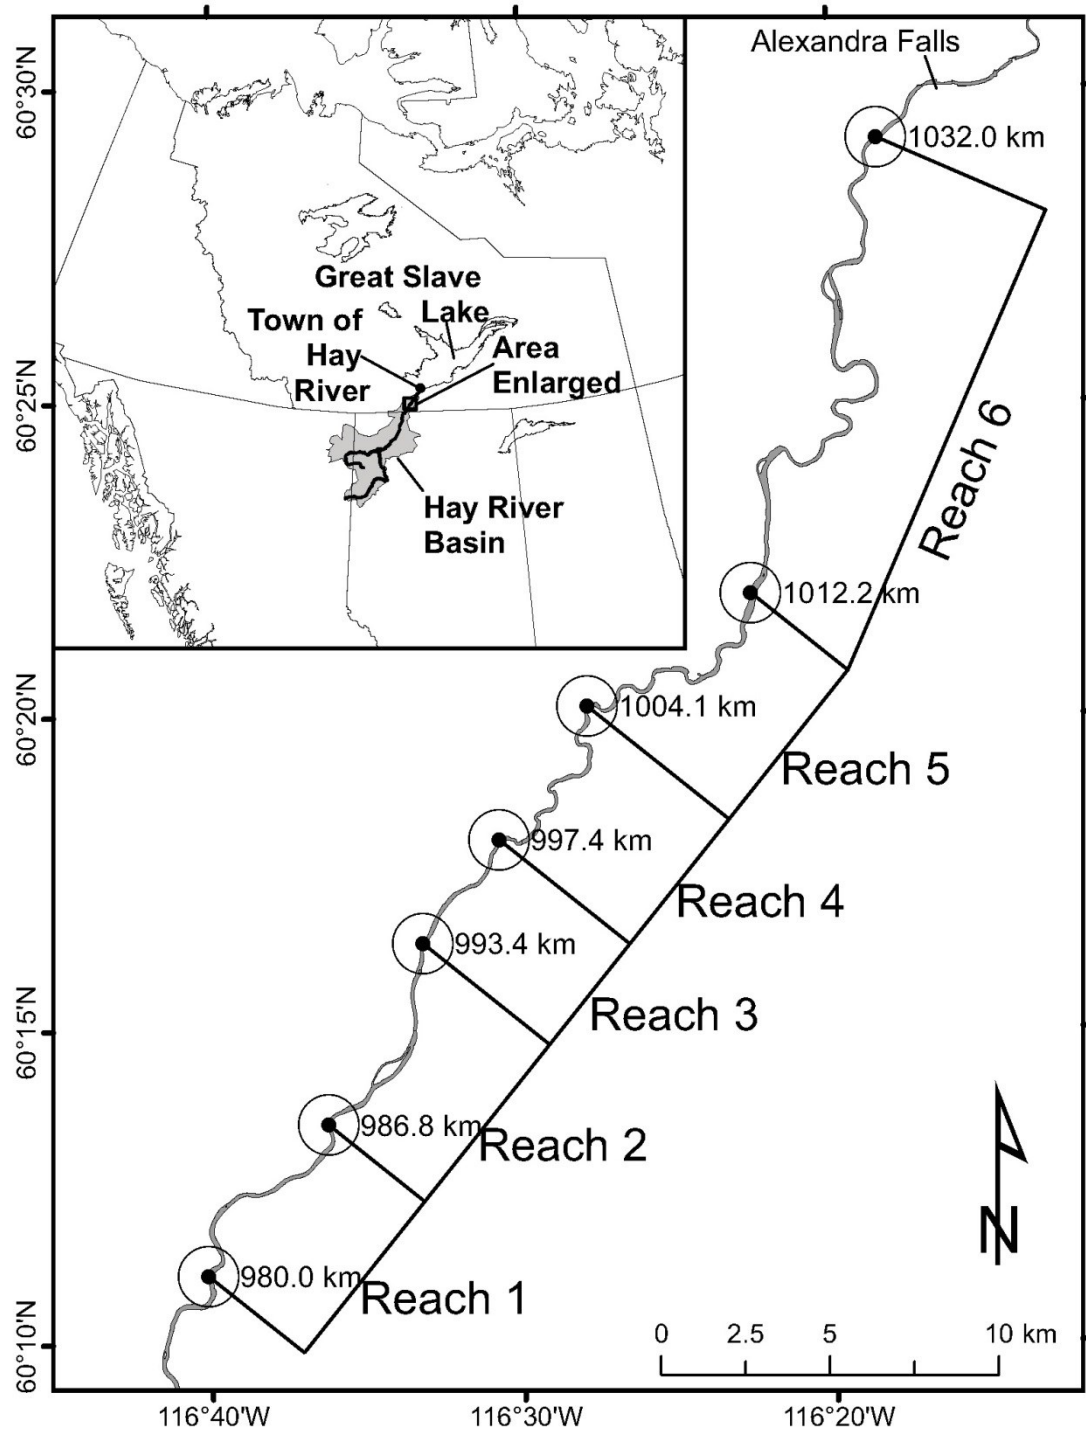 Alexandra Falls
60°30'N
1032.0 km
Great Slave
Lake
Town of
Hay
River
Area
Enlarged
60°25'N
Hay River
Basin
Reach 6
1012.2 km
60°20'N
1004.1 km
Reach 5
997.4 km
Reach 4
993.4 km
Reach 3
60°15'N
986.8 km
Reach 2
N
980.0 km
Reach 1
60°10'N
0 2.5 5 10 km
116°40'W 116°30'W 116°20'W